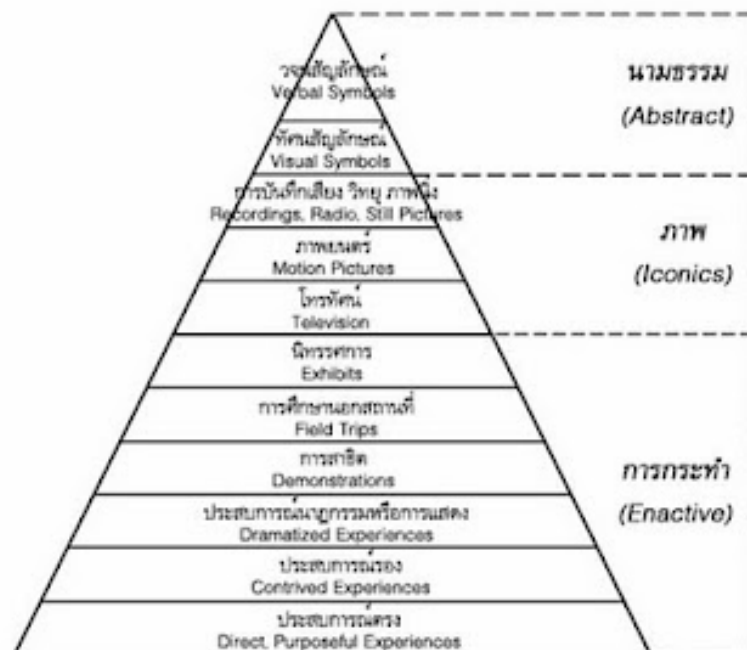 วจนสัญลักษณ์
Verbal Symbols
ทัศนสัญลักษณ์
Visual Symbols
การบันทึกเสียง วิทยุ ภาพนิ่ง
Recordings, Radio, Still Pictures
ภาพยนตร์
Motion Pictures
โทรทัศน์
Television
นิทรรศการ
Exhibits
การศึกษานอกสถานที่
Field Trips
การสาธิต
Demonstrations
ประสบการณ์นาฏกรรมหรือการแสดง
Dramatized Experiences
ประสบการณ์รอง
Contrived Experiences
ประสบการณ์ตรง
Direct, Purposeful Experiences
นามธรรม
(Abstract)
ภาพ
(Iconics)
การกระทำ
(Enactive)